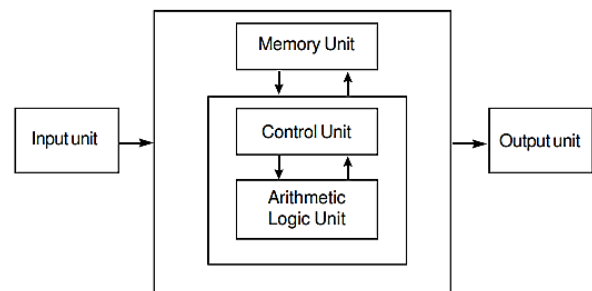 Memory Unit
Input unit
Control Unit
Output unit
Arithmetic
Logic Unit